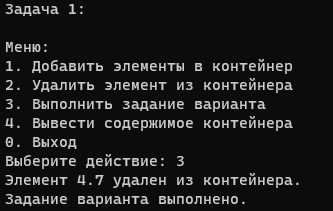 Задача 1:
Меню:
1. Добавить элементы в контейнер
2. Удалить элемент из контейнера
3. Выполнить задание варианта
4. Вывести содержимое контейнера
0. Выход
Выберите действие: 3
Элемент 4.7 удален из контейнера.
Задание варианта выполнено.